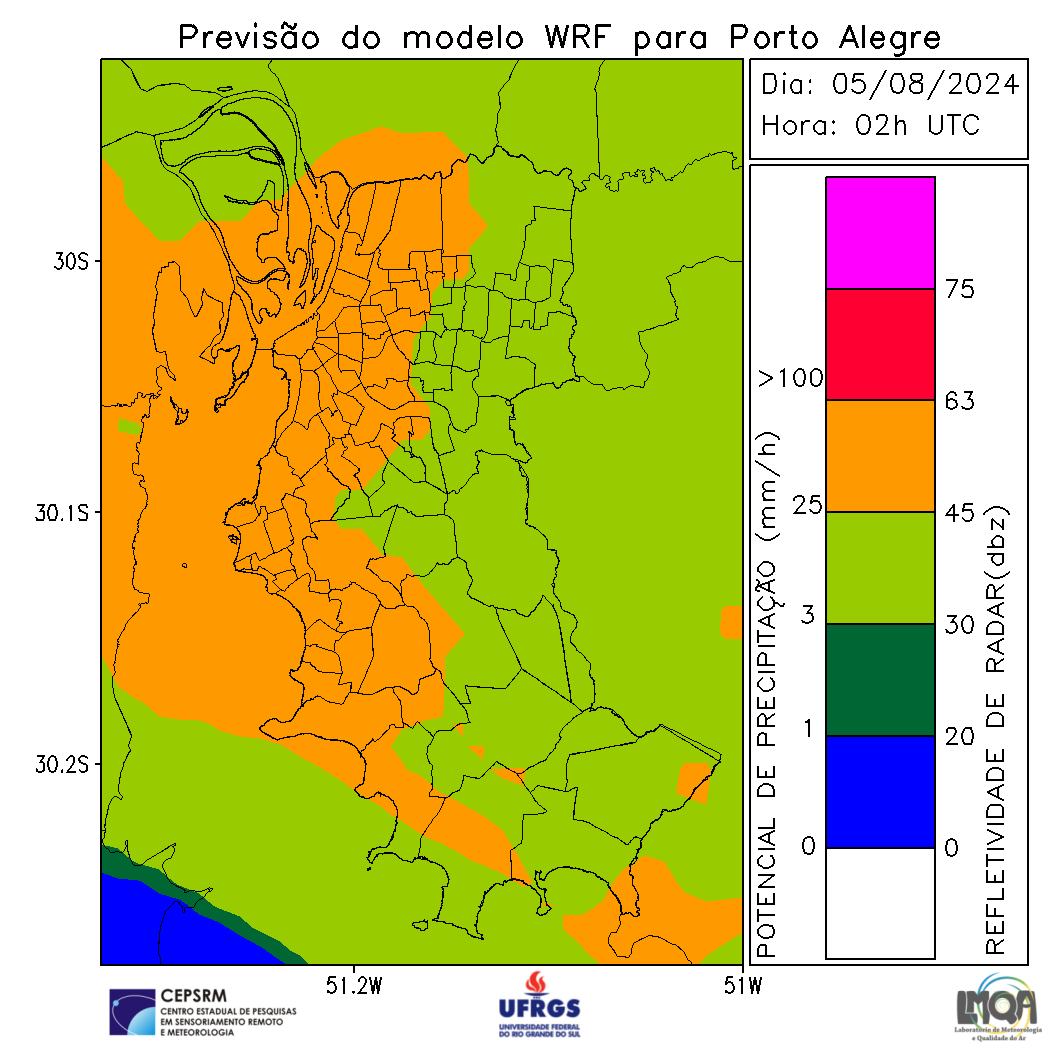 Previsão do modelo WRF para Porto Alegre
Dia: 05/08/2024
Hora: 02h UTC
30S
30.1S
30.2S
51.2W
51W
POTENCIAL DE PRECIPITAÇÃO (mm/h)
>100
25
3
1
0
75
63
45
30
20
0
REFLETIVIDADE DE RADAR(dbz)
CEPSRM
CENTRO ESTADUAL DE PESQUISAS
EM SENSORIAMENTO REMOTO
E METEOROLOGIA
UFRGS
UNIVERSIDADE FEDERAL
DO RIO GRANDE DO SUL
LMQA
Laboratório de Meteorologia
e Qualidade do Ar